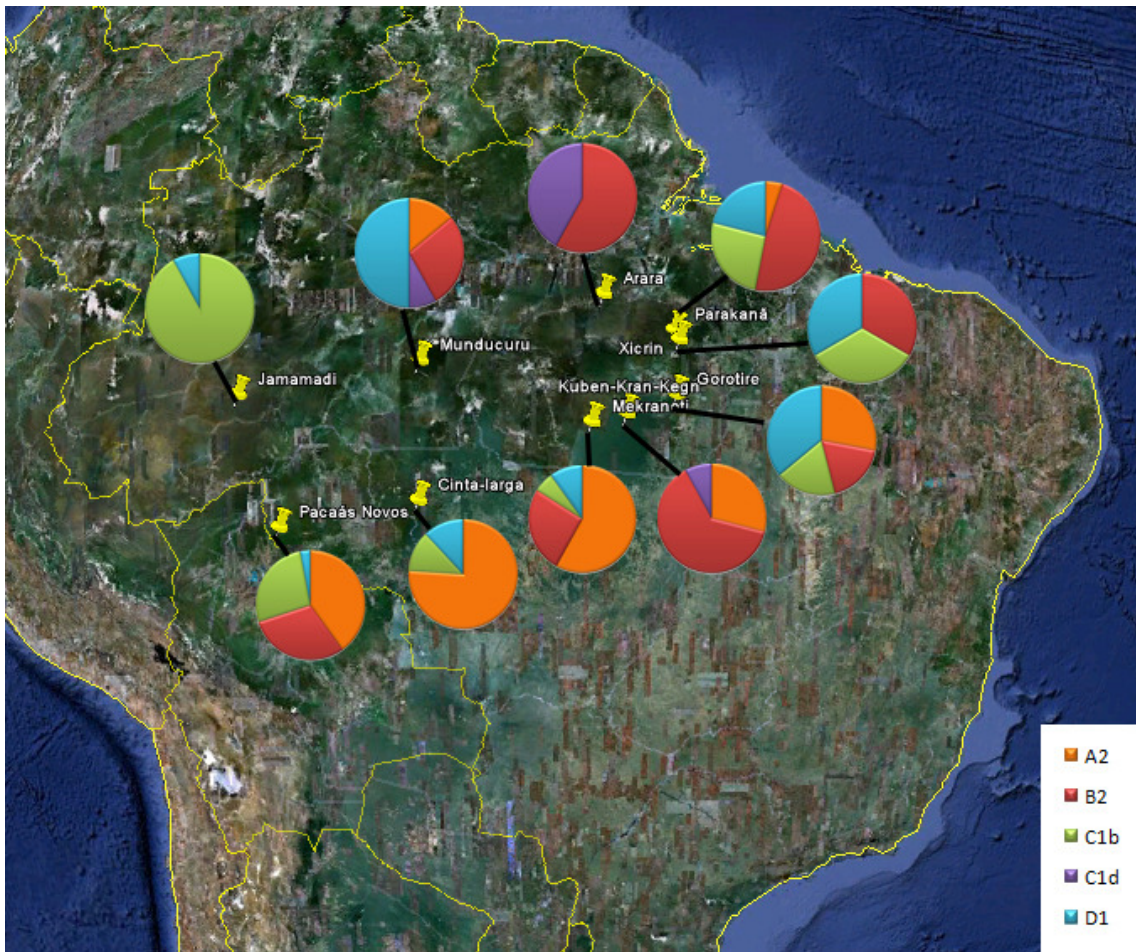 Arara
Parakanã
Munducuru
Xicrin
Jamamadi
Kuben-Kran-Kegn
Gorotire
Mekranoti
Cinta-larga
Pacaás Novos
A2
B2
C1b
C1d
D1